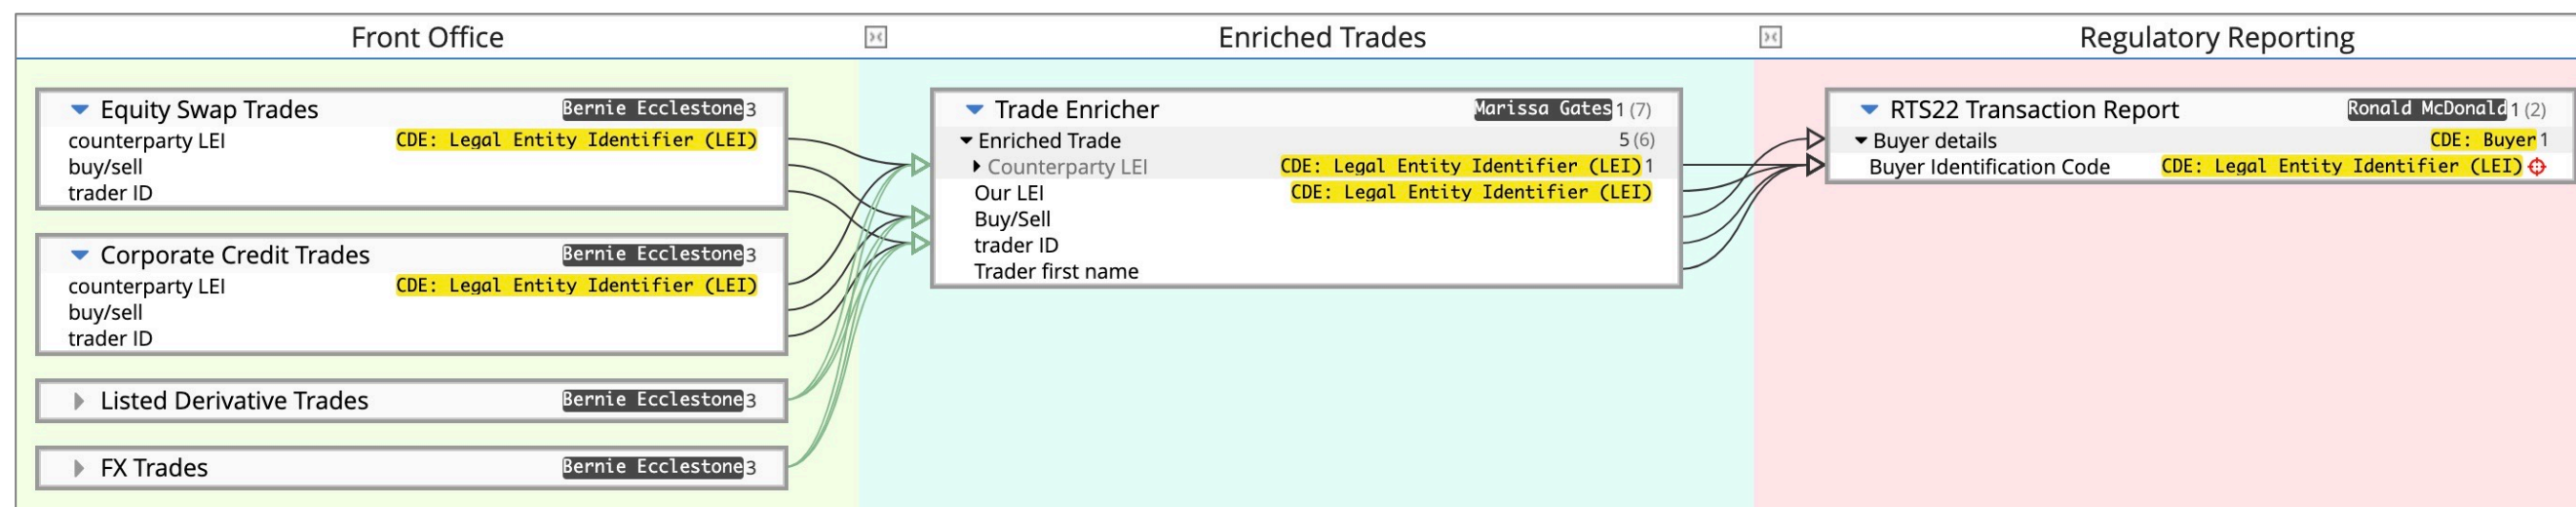 Front Office
Enriched Trades
Regulatory Reporting
Equity Swap Trades Bernie Ecclestone 3
counterparty LEI CDE: Legal Entity Identifier (LEI)
buy/sell
trader ID
Corporate Credit Trades Bernie Ecclestone 3
counterparty LEI CDE: Legal Entity Identifier (LEI)
buy/sell
trader ID
Listed Derivative Trades Bernie Ecclestone 3
FX Trades Bernie Ecclestone 3
Trade Enricher Marissa Gates 1 (7)
Enriched Trade 5 (6)
Counterparty LEI CDE: Legal Entity Identifier (LEI) 1
Our LEI CDE: Legal Entity Identifier (LEI)
Buy/Sell
trader ID
Trader first name
RTS22 Transaction Report Ronald McDonald 1 (2)
Buyer details CDE: Buyer 1
Buyer Identification Code CDE: Legal Entity Identifier (LEI)